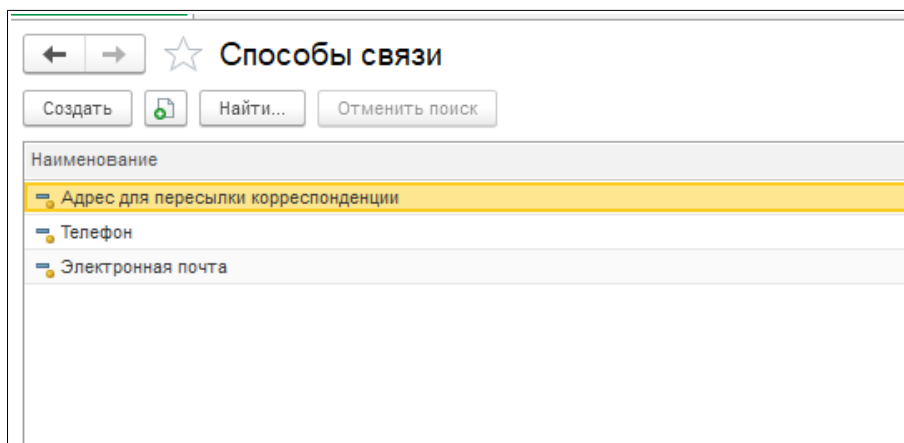 Способы связи
Создать Найти... Отменить поиск
Наименование
Адрес для пересылки корреспонденции
Телефон
Электронная почта